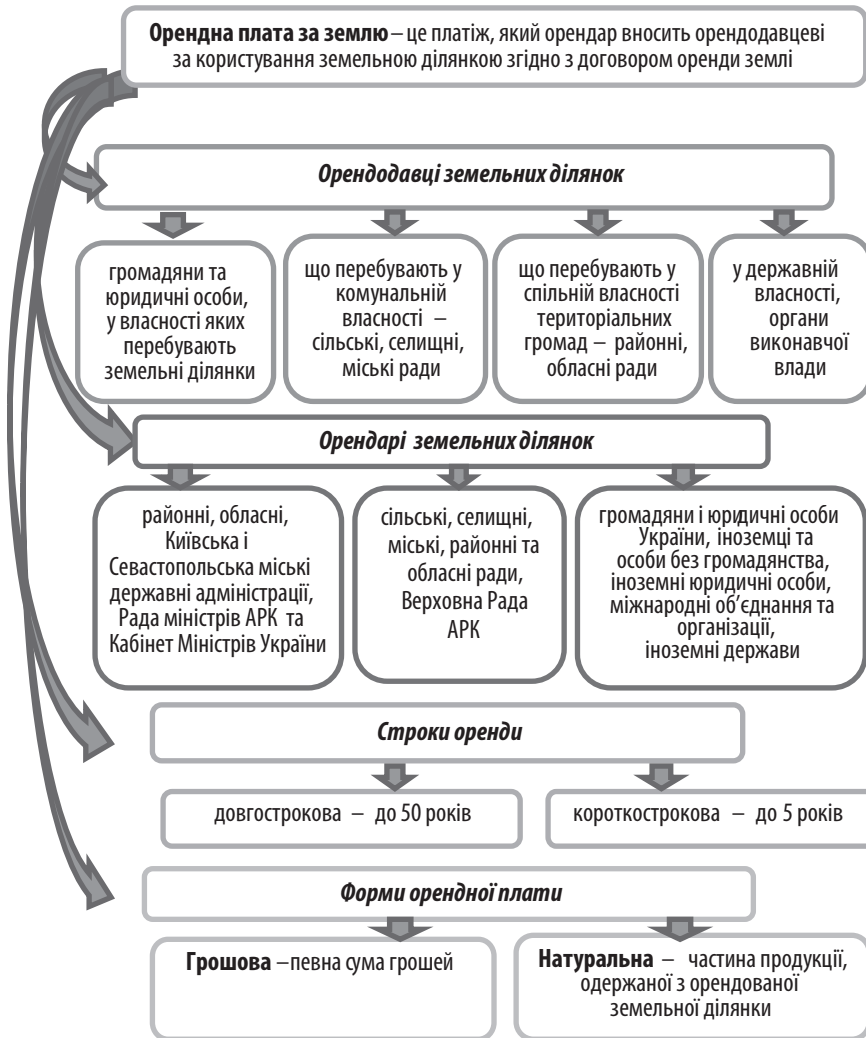 Орендна плата за землю – це платіж, який орендар вносить орендодавцеві
за користування земельною ділянкою згідно з договором оренди землі
Орендодавці земельних ділянок
громадяни та
юридичні особи,
у власності яких
перебувають
земельні ділянки
що перебувають у
комунальній
власності –
сільські, селищні,
міські ради
що перебувають у
спільній власності
територіальних
громад – районні,
обласні ради
у державній
власності,
органи
виконавчої
влади
Орендарі земельних ділянок
районні, обласні,
Київська і
Севастопольська міські
державні адміністрації,
Рада міністрів АРК та
Кабінет Міністрів України
сільські, селищні,
міські, районні та
обласні ради,
Верховна Рада
АРК
громадяни і юридичні особи
України, іноземці та
особи без громадянства,
іноземні юридичні особи,
міжнародні об’єднання та
організації,
іноземні держави
Строки оренди
довгострокова – до 50 років
короткострокова – до 5 років
Форми орендної плати
Грошова – певна сума грошей
Натуральна – частина продукції,
одержаної з орендованої
земельної ділянки